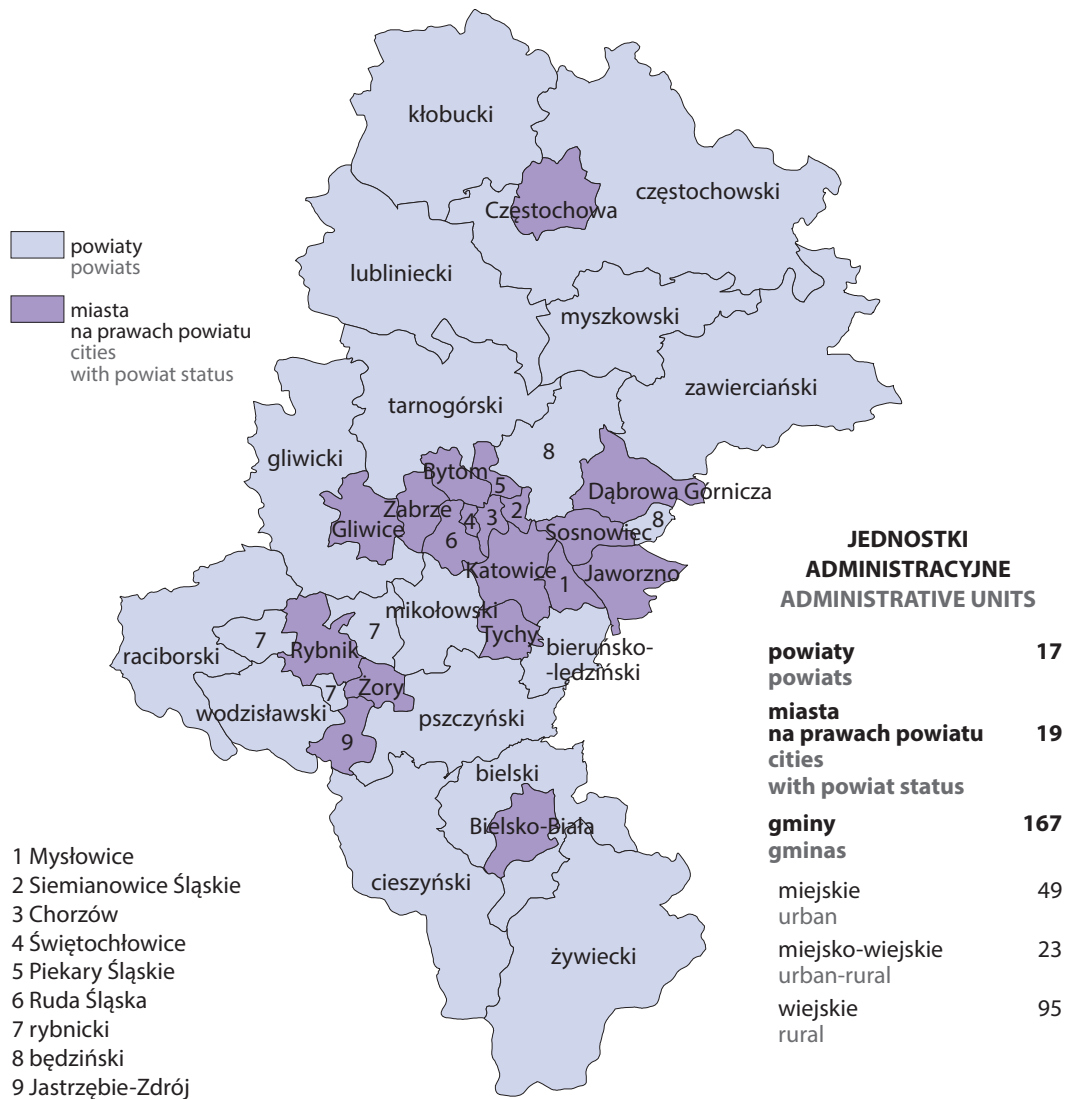 kłobucki
częstochowski
Częstochowa
powiaty
powiats
lubliniecki
miasta
na prawach powiatu
cities
with powiat status
myszkowski
zawierciański
tarnogórski
gliwicki
8
Bytom
5
Dąbrowa Górnicza
Zabrze
4
3
2
8
Gliwice
6
Sosnowiec
Katowice
1
Jaworzno
mikołowski
7
7
Tychy
raciborski
Rybnik
bieruńsko-
-lędziński
7
Żory
wodzisławski
pszczyński
9
bielski
Bielsko-Biała
cieszyński
żywiecki
1 Mysłowice
2 Siemianowice Śląskie
3 Chorzów
4 Świętochłowice
5 Piekary Śląskie
6 Ruda Śląska
7 rybnicki
8 będziński
9 Jastrzębie-Zdrój
JEDNOSTKI
ADMINISTRACYJNE
ADMINISTRATIVE UNITS
powiaty 17
powiats
miasta
na prawach powiatu 19
cities
with powiat status
gminy 167
gminas
miejskie 49
urban
miejsko-wiejskie 23
urban-rural
wiejskie 95
rural